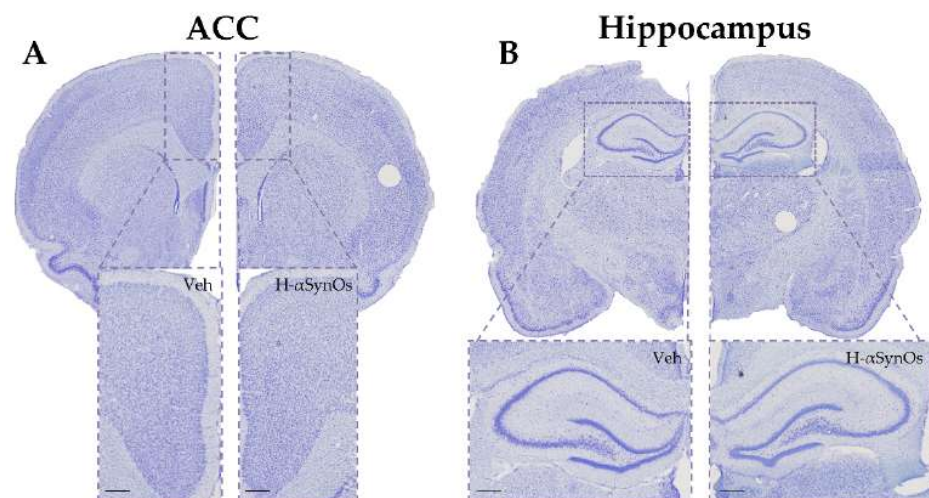 ACC
Hippocampus
A
B
Veh
H-αSynOs
Veh
H-αSynOs